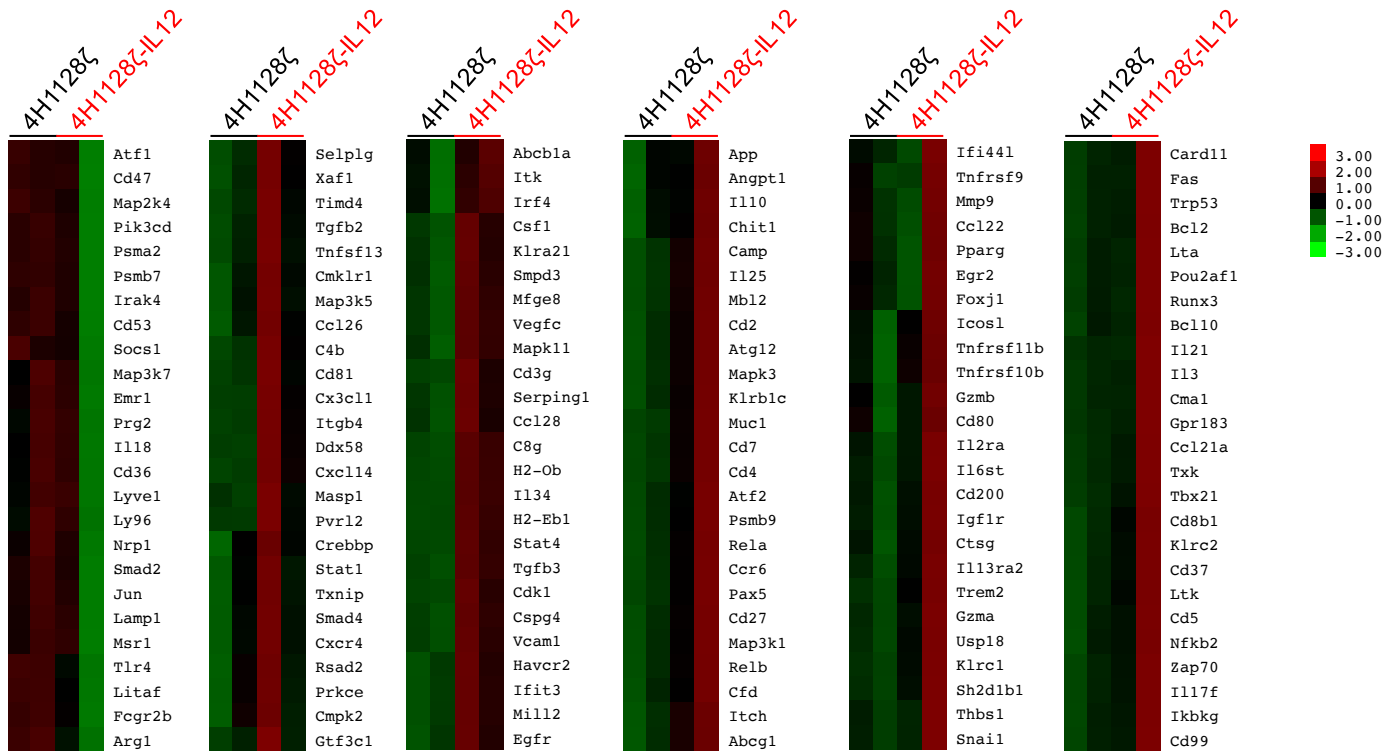 4H1128ζ
4H1128ζ-IL12
4H1128ζ
4H1128ζ-IL12
4H1128ζ
4H1128ζ-IL12
4H1128ζ
4H1128ζ-IL12
4H1128ζ
4H1128ζ-IL12
4H1128ζ
4H1128ζ-IL12
Atf1
Cd47
Map2k4
Pik3cd
Psma2
Psmb7
Irak4
Cd53
Socs1
Map3k7
Emr1
Prg2
Il18
Cd36
Lyve1
Ly96
Nrp1
Smad2
Jun
Lamp1
Msr1
Tlr4
Litaf
Fcgr2b
Arg1
Selplg
Xaf1
Timd4
Tgfb2
Tnfsf13
Cmklr1
Map3k5
Ccl26
C4b
Cd81
Cx3cl1
Itgb4
Ddx58
Cxcl14
Masp1
Pvrl2
Crebbp
Stat1
Txnip
Smad4
Cxcr4
Rsad2
Prkce
Cmpk2
Gtf3c1
Abcb1a
Itk
Irf4
Csf1
Klra21
Smpd3
Mfge8
Vegfc
Mapk11
Cd3g
Serping1
Ccl28
C8g
H2-Ob
Il34
H2-Eb1
Stat4
Tgfb3
Cdk1
Cspg4
Vcam1
Havcr2
Ifit3
Mill2
Egfr
App
Angpt1
Il10
Chit1
Camp
Il25
Mbl2
Cd2
Atg12
Mapk3
Klrb1c
Muc1
Cd7
Cd4
Atf2
Psmb9
Rela
Ccr6
Pax5
Cd27
Map3k1
Relb
Cfd
Itch
Abcg1
Ifi44l
Tnfrsf9
Mmp9
Ccl22
Pparg
Egr2
Foxj1
Icosl
Tnfrsf11b
Tnfrsf10b
Gzmb
Cd80
Il2ra
Il6st
Cd200
Igf1r
Ctsg
Il13ra2
Trem2
Gzma
Usp18
Klrc1
Sh2d1b1
Thbs1
Snai1
Card11
Fas
Trp53
Bcl2
Lta
Pou2af1
Runx3
Bcl10
Il21
Il3
Cma1
Gpr183
Ccl21a
Txk
Tbx21
Cd8b1
Klrc2
Cd37
Ltk
Cd5
Nfkb2
Zap70
Il17f
Ikbkg
Cd99
3.00
2.00
1.00
0.00
-1.00
-2.00
-3.00